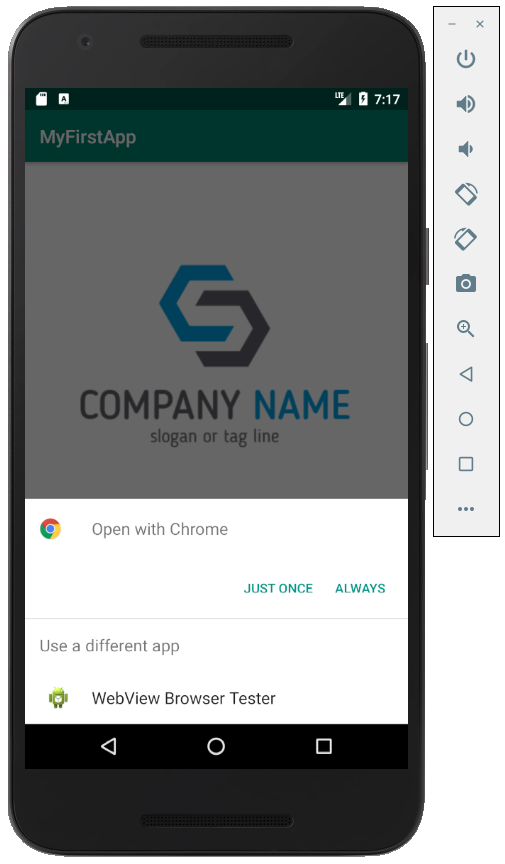 LTE 7:17
MyFirstApp
COMPANY NAME
slogan or tag line
Open with Chrome
JUST ONCE ALWAYS
Use a different app
WebView Browser Tester